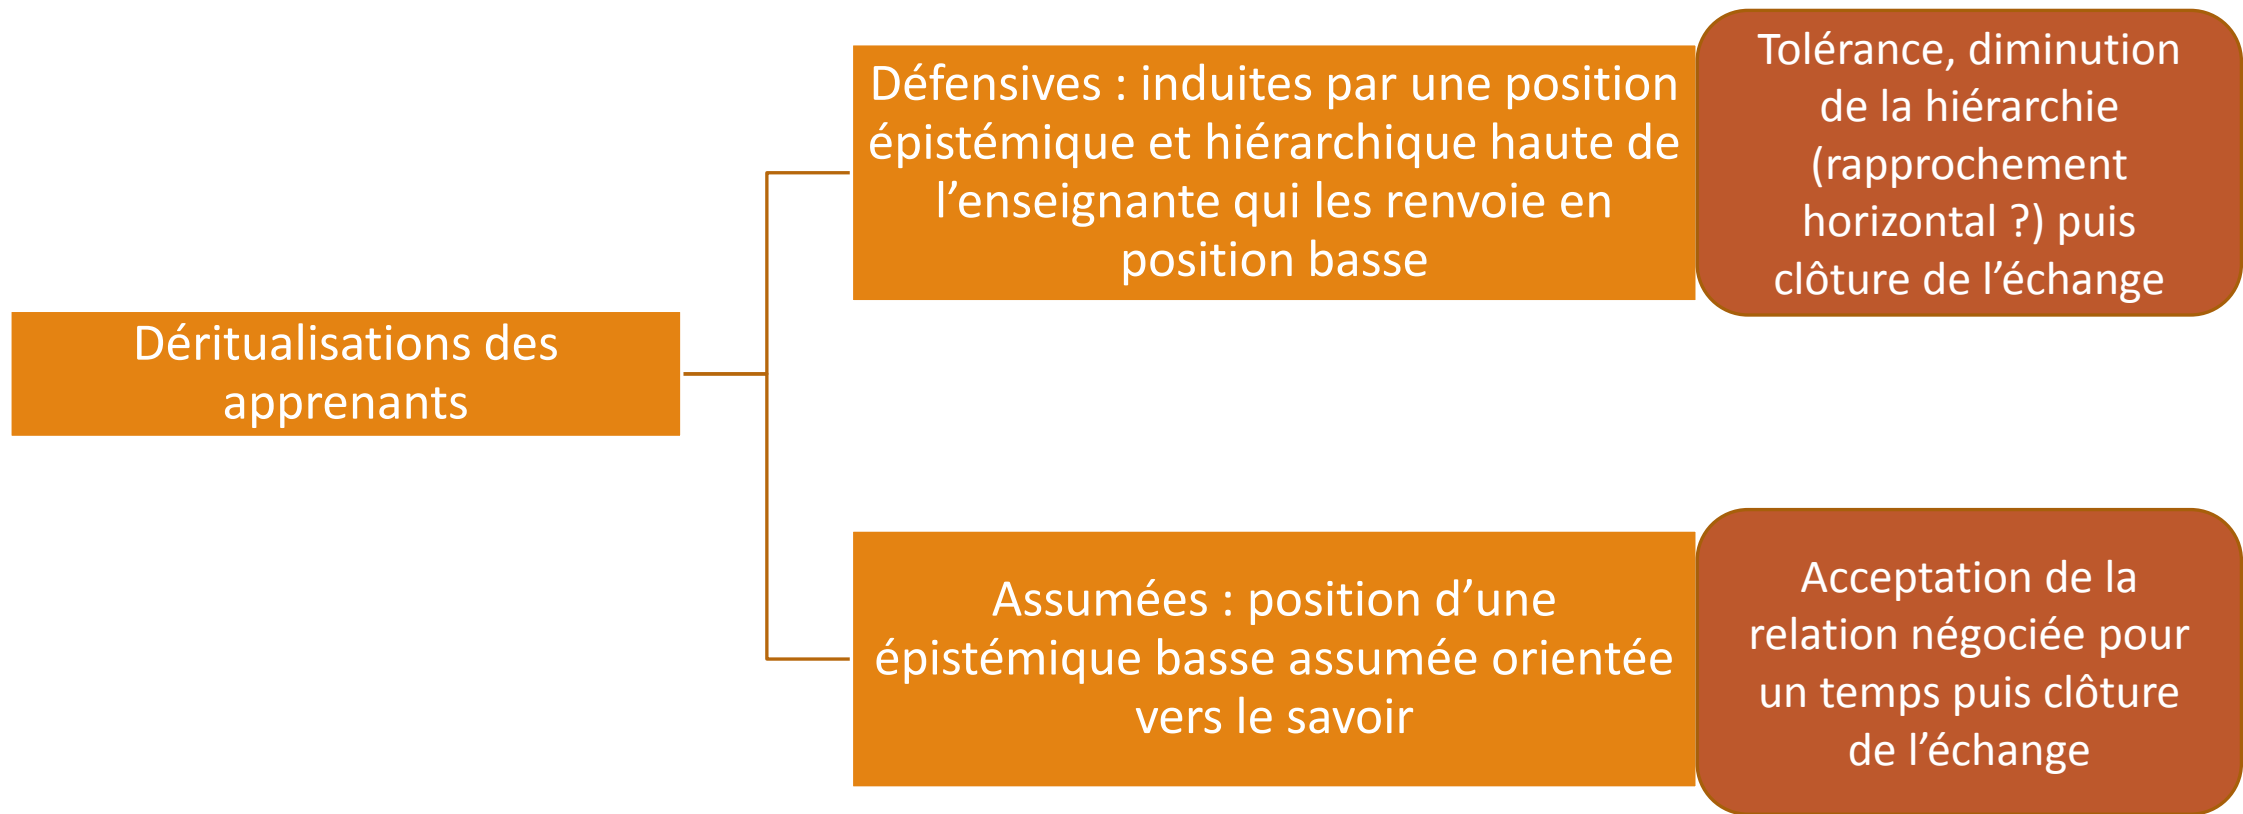 Déritualisations des
apprenants
Défensives : induites par une position
épistémique et hiérarchique haute de
l’enseignante qui les renvoie en
position basse
Tolérance, diminution
de la hiérarchie
(rapprochement
horizontal ?) puis
clôture de l’échange
Assumées : position d’une
épistémique basse assumée orientée
vers le savoir
Acceptation de la
relation négociée pour
un temps puis clôture
de l’échange